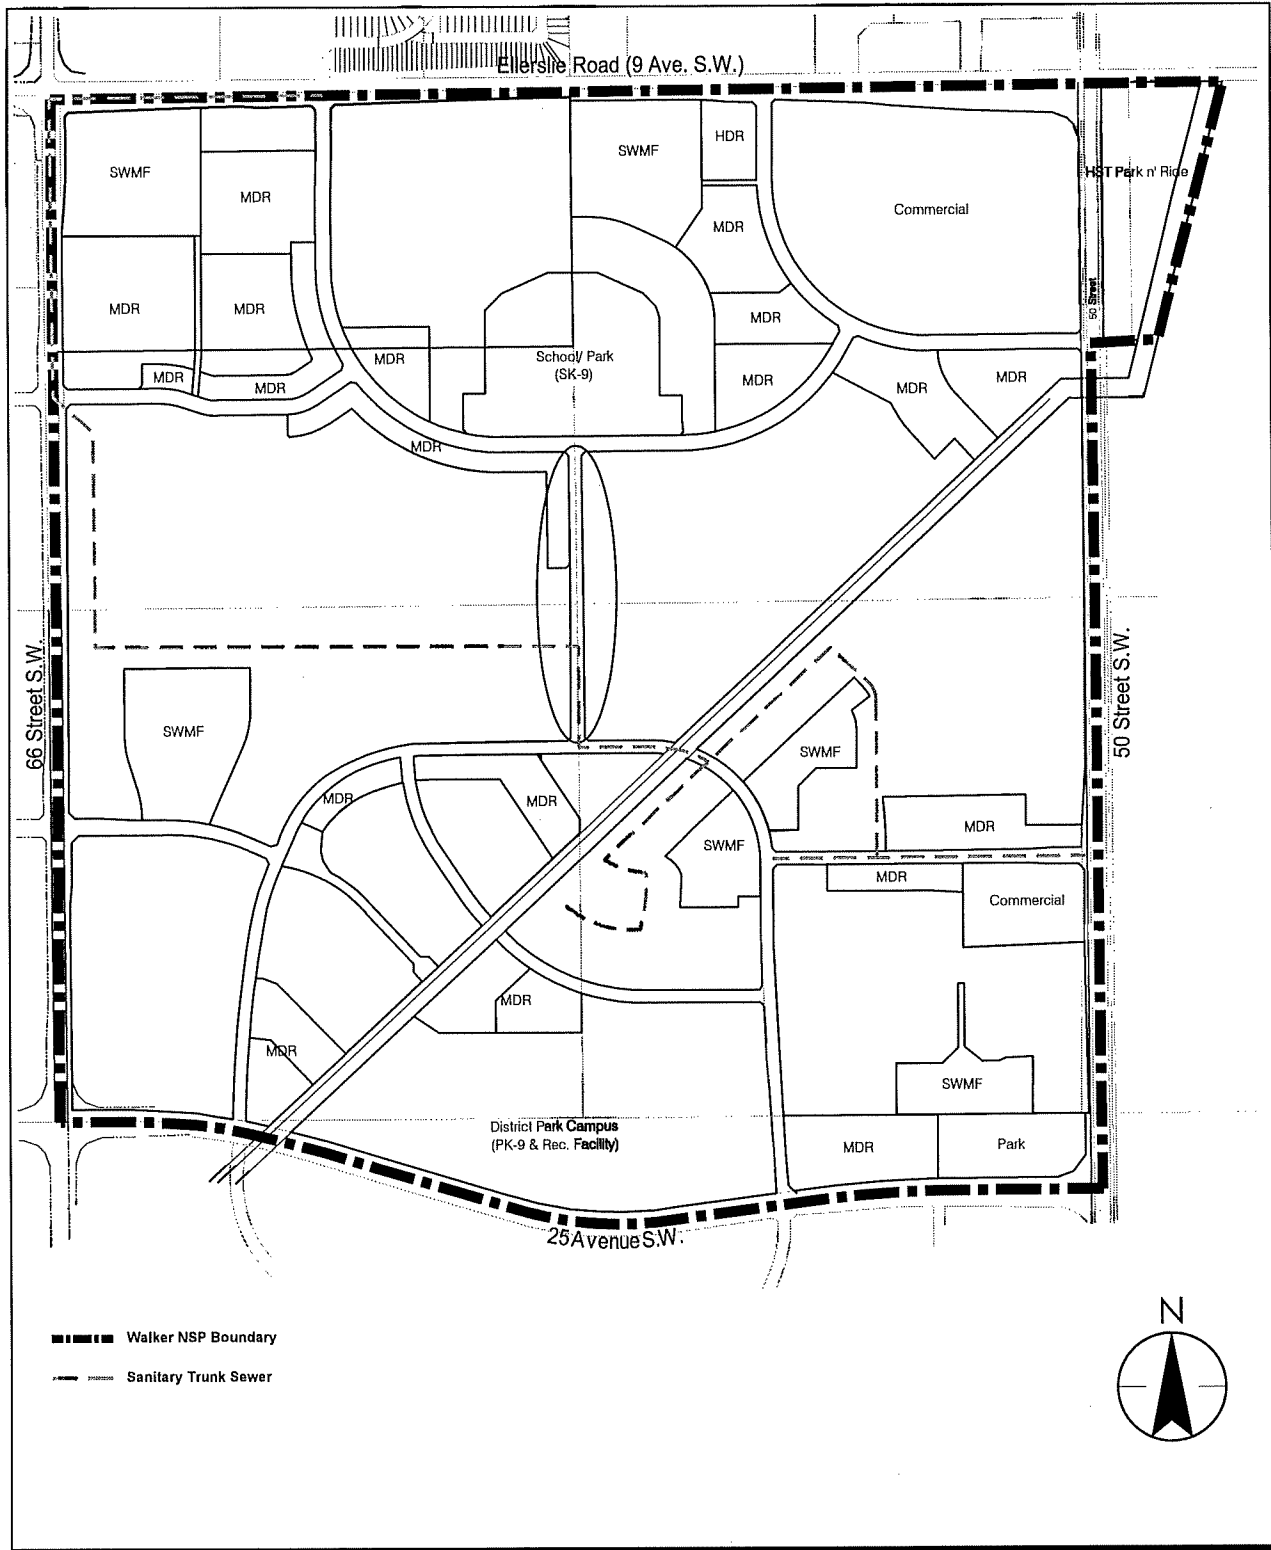 Ellerslie Road (9 Ave. S.W.)
HDR
SWMF
SWMF
HST Park n' Ride
MDR
Commercial
MDR
50 Street
MDR
MDR
MDR
School/ Park
(SK-9)
MDR
MDR
MDR
MDR
MDR
MDR
MDR
MDR
66 Street S.W.
50 Street S.W.
SWMF
SWMF
MDR
MDR
MDR
SWMF
MDR
Commercial
MDR
MDR
SWMF
District Park Campus
(PK-9 & Rec. Facility)
MDR
Park
25 Avenue S.W.
Walker NSP Boundary
Sanitary Trunk Sewer
N